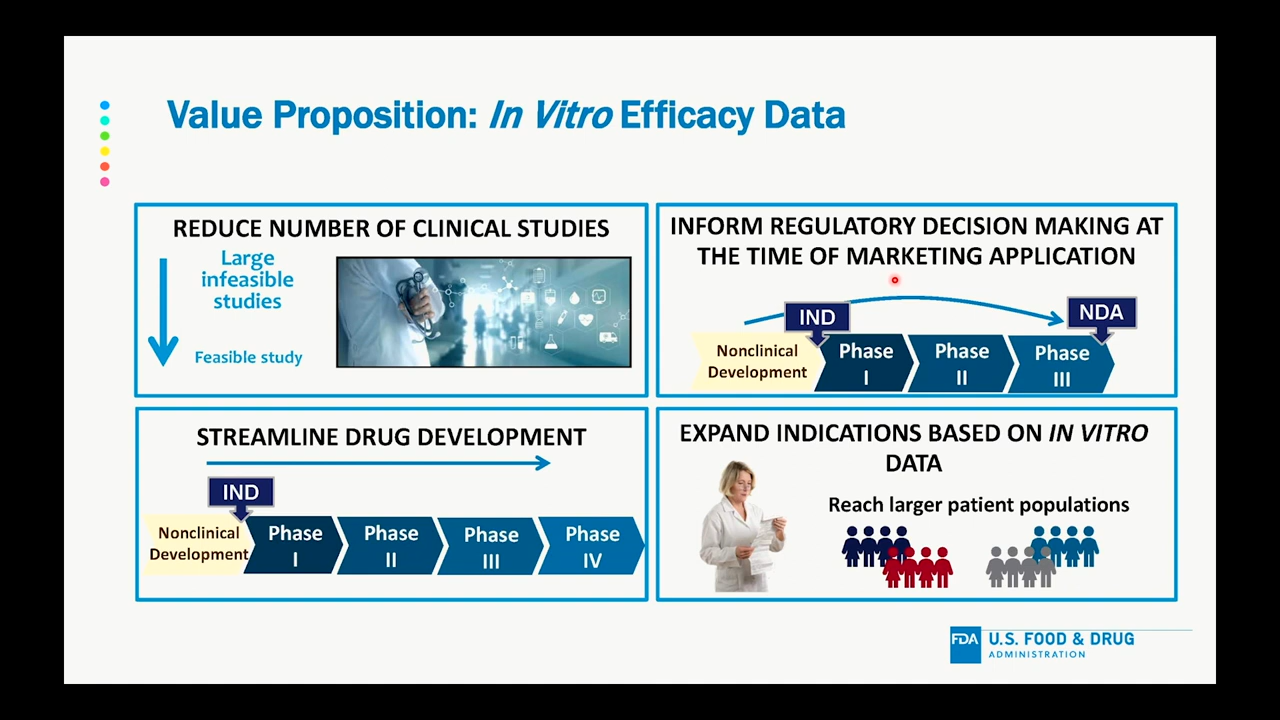 Value Proposition: In Vitro Efficacy Data
REDUCE NUMBER OF CLINICAL STUDIES
Large
infeasible
studies
Feasible study
INFORM REGULATORY DECISION MAKING AT
THE TIME OF MARKETING APPLICATION
IND
NDA
Nonclinical
Development
Phase
I
Phase
II
Phase
III
STREAMLINE DRUG DEVELOPMENT
IND
Nonclinical
Development
Phase
I
Phase
II
Phase
III
Phase
IV
EXPAND INDICATIONS BASED ON IN VITRO
DATA
Reach larger patient populations
FDA
U.S. FOOD & DRUG
ADMINISTRATION